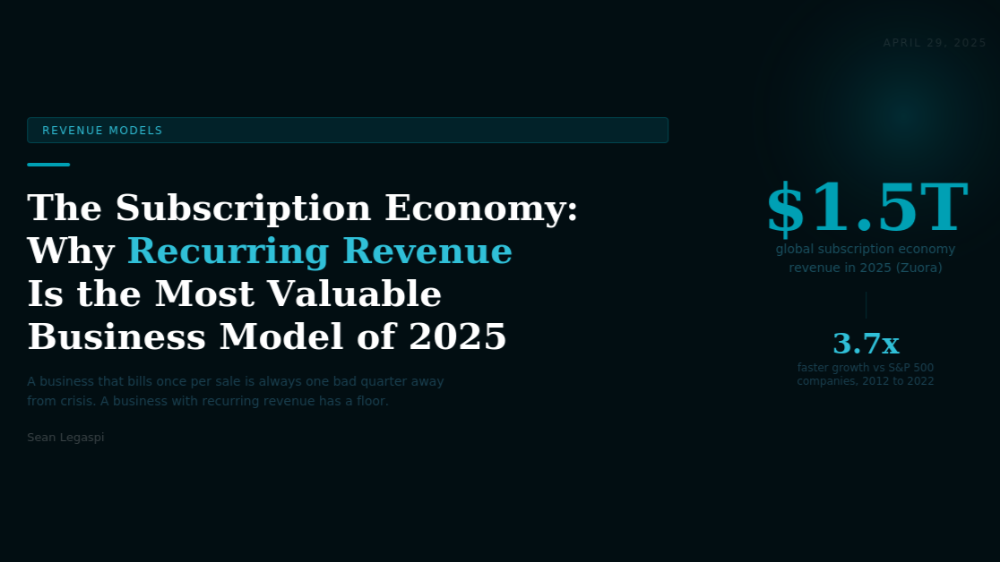 APRIL 29, 2025
REVENUE MODELS
The Subscription Economy:
Why Recurring Revenue
Is the Most Valuable
Business Model of 2025
A business that bills once per sale is always one bad quarter away
from crisis. A business with recurring revenue has a floor.
Sean Legaspi
$1.5T
global subscription economy
revenue in 2025 (Zuora)
3.7x
faster growth vs S&P 500
companies, 2012 to 2022